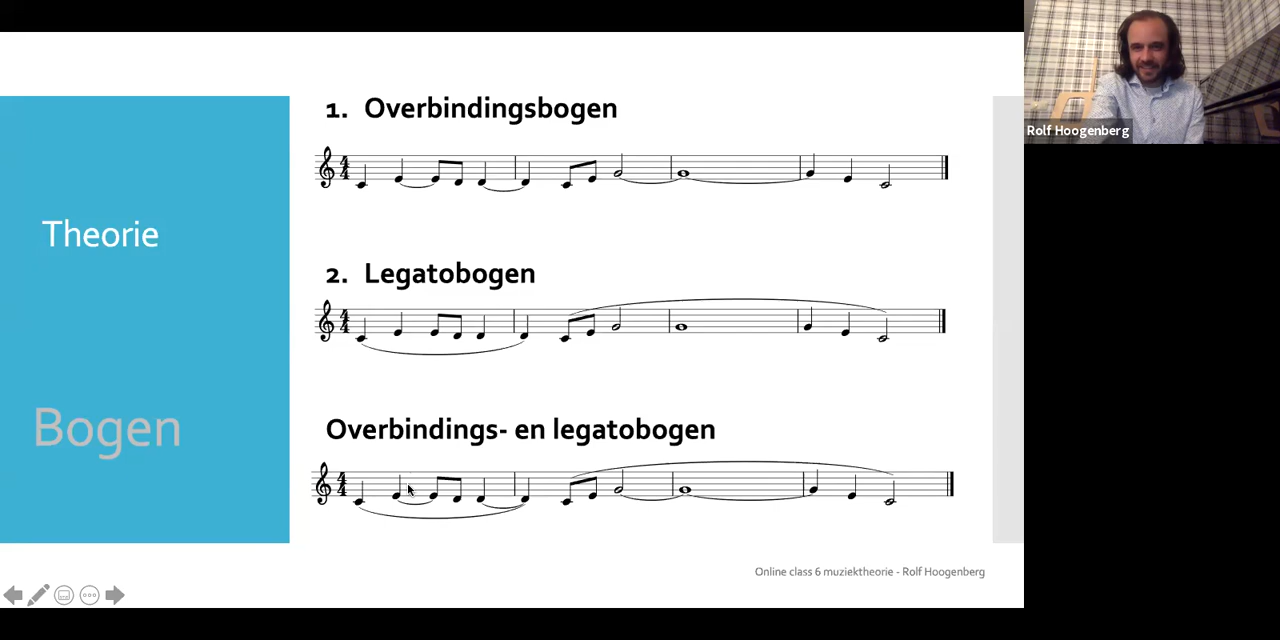 Theorie
Bogen
1. Overbindingsbogen
2. Legatobogen
Overbindings- en legatobogen
Online class 6 muziektheorie - Rolf Hoogenberg
Rolf Hoogenberg